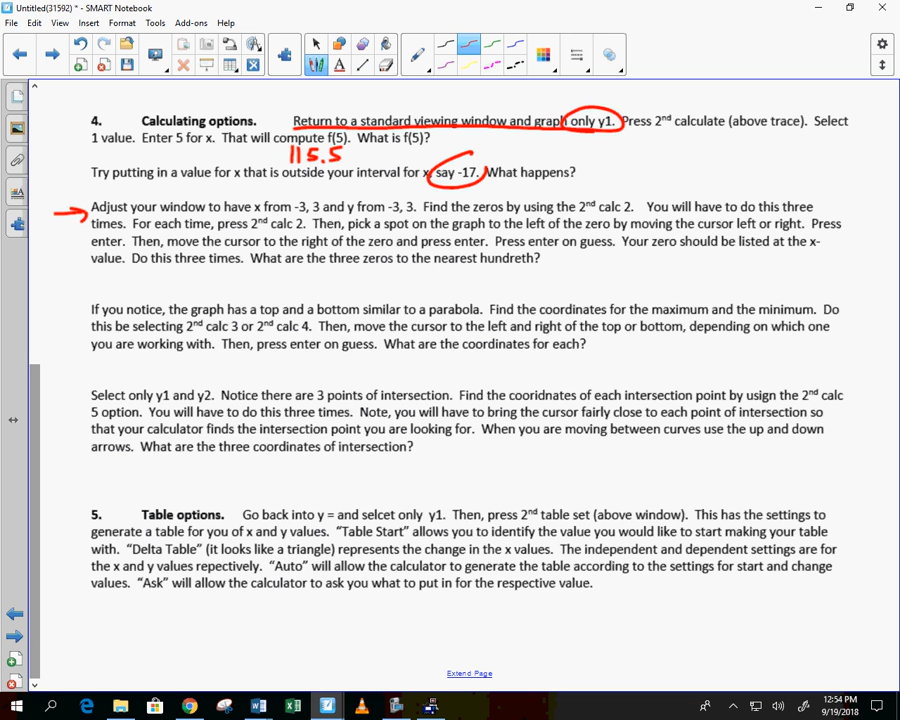 Untitled(31592) * - SMART Notebook
File Edit View Insert Format Tools Add-ons Help
4. Calculating options. Return to a standard viewing window and graph only y1. Press 2nd calculate (above trace). Select
1 value. Enter 5 for x. That will compute f(5). What is f(5)?
115.5
Try putting in a value for x that is outside your interval for x, say -17. What happens?
Adjust your window to have x from -3, 3 and y from -3, 3. Find the zeros by using the 2nd calc 2. You will have to do this three
times. For each time, press 2nd calc 2. Then, pick a spot on the graph to the left of the zero by moving the cursor left or right. Press
enter. Then, move the cursor to the right of the zero and press enter. Press enter on guess. Your zero should be listed at the x-
value. Do this three times. What are the three zeros to the nearest hundreth?
If you notice, the graph has a top and a bottom similar to a parabola. Find the coordinates for the maximum and the minimum. Do
this be selecting 2nd calc 3 or 2nd calc 4. Then, move the cursor to the left and right of the top or bottom, depending on which one
you are working with. Then, press enter on guess. What are the coordinates for each?
Select only y1 and y2. Notice there are 3 points of intersection. Find the cooridnates of each intersection point by usign the 2nd calc
5 option. You will have to do this three times. Note, you will have to bring the cursor fairly close to each point of intersection so
that your calculator finds the intersection point you are looking for. When you are moving between curves use the up and down
arrows. What are the three coordinates of intersection?
5. Table options. Go back into y = and selcet only y1. Then, press 2nd table set (above window). This has the settings to
generate a table for you of x and y values. “Table Start” allows you to identify the value you would like to start making your table
with. “Delta Table” (it looks like a triangle) represents the change in the x values. The independent and dependent settings are for
the x and y values repectively. “Auto” will allow the calculator to generate the table according to the settings for start and change
values. “Ask” will allow the calculator to ask you what to put in for the respective value.
Extend Page
12:54 PM
9/19/2018